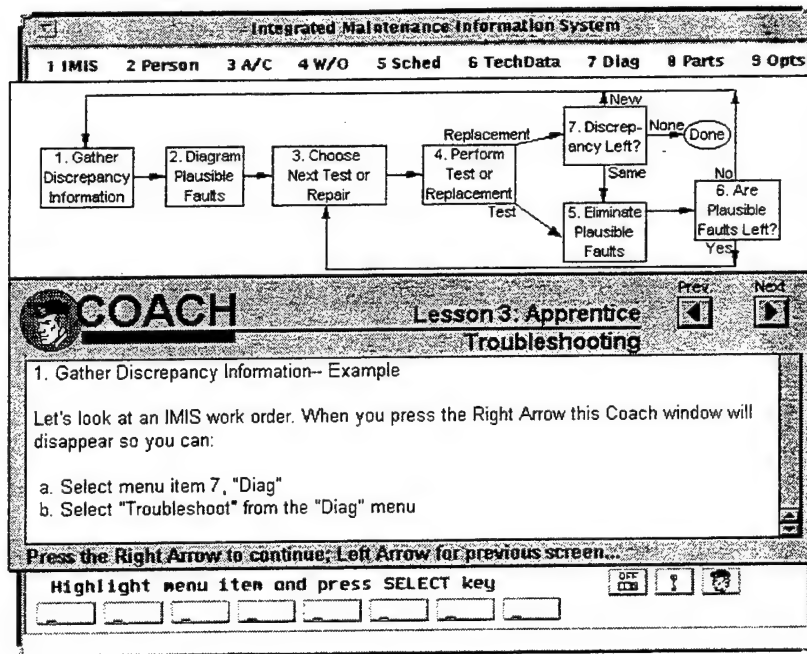 Integrated Maintenance Information System
1 IMIS 2 Person 3 A/C 4 W/O 5 Sched 6 TechData 7 Diag 8 Parts 9 Opts
1. Gather
Discrepancy
Information
2. Diagram
Plausible
Faults
3. Choose
Next Test or
Repair
4. Perform
Test or
Replacement
Replacement
Test
New
7. Discrep-
ancy Left?
None
Done
Same
5. Eliminate
Plausible
Faults
No
6. Are
Plausible
Faults Left?
Yes
COACH
Lesson 3: Apprentice
Troubleshooting
Prev.
Next
1. Gather Discrepancy Information-- Example
Let's look at an IMIS work order. When you press the Right Arrow this Coach window will
disappear so you can:
a. Select menu item 7, "Diag"
b. Select "Troubleshoot" from the "Diag" menu
Press the Right Arrow to continue; Left Arrow for previous screen...
Highlight menu item and press SELECT key
OFF